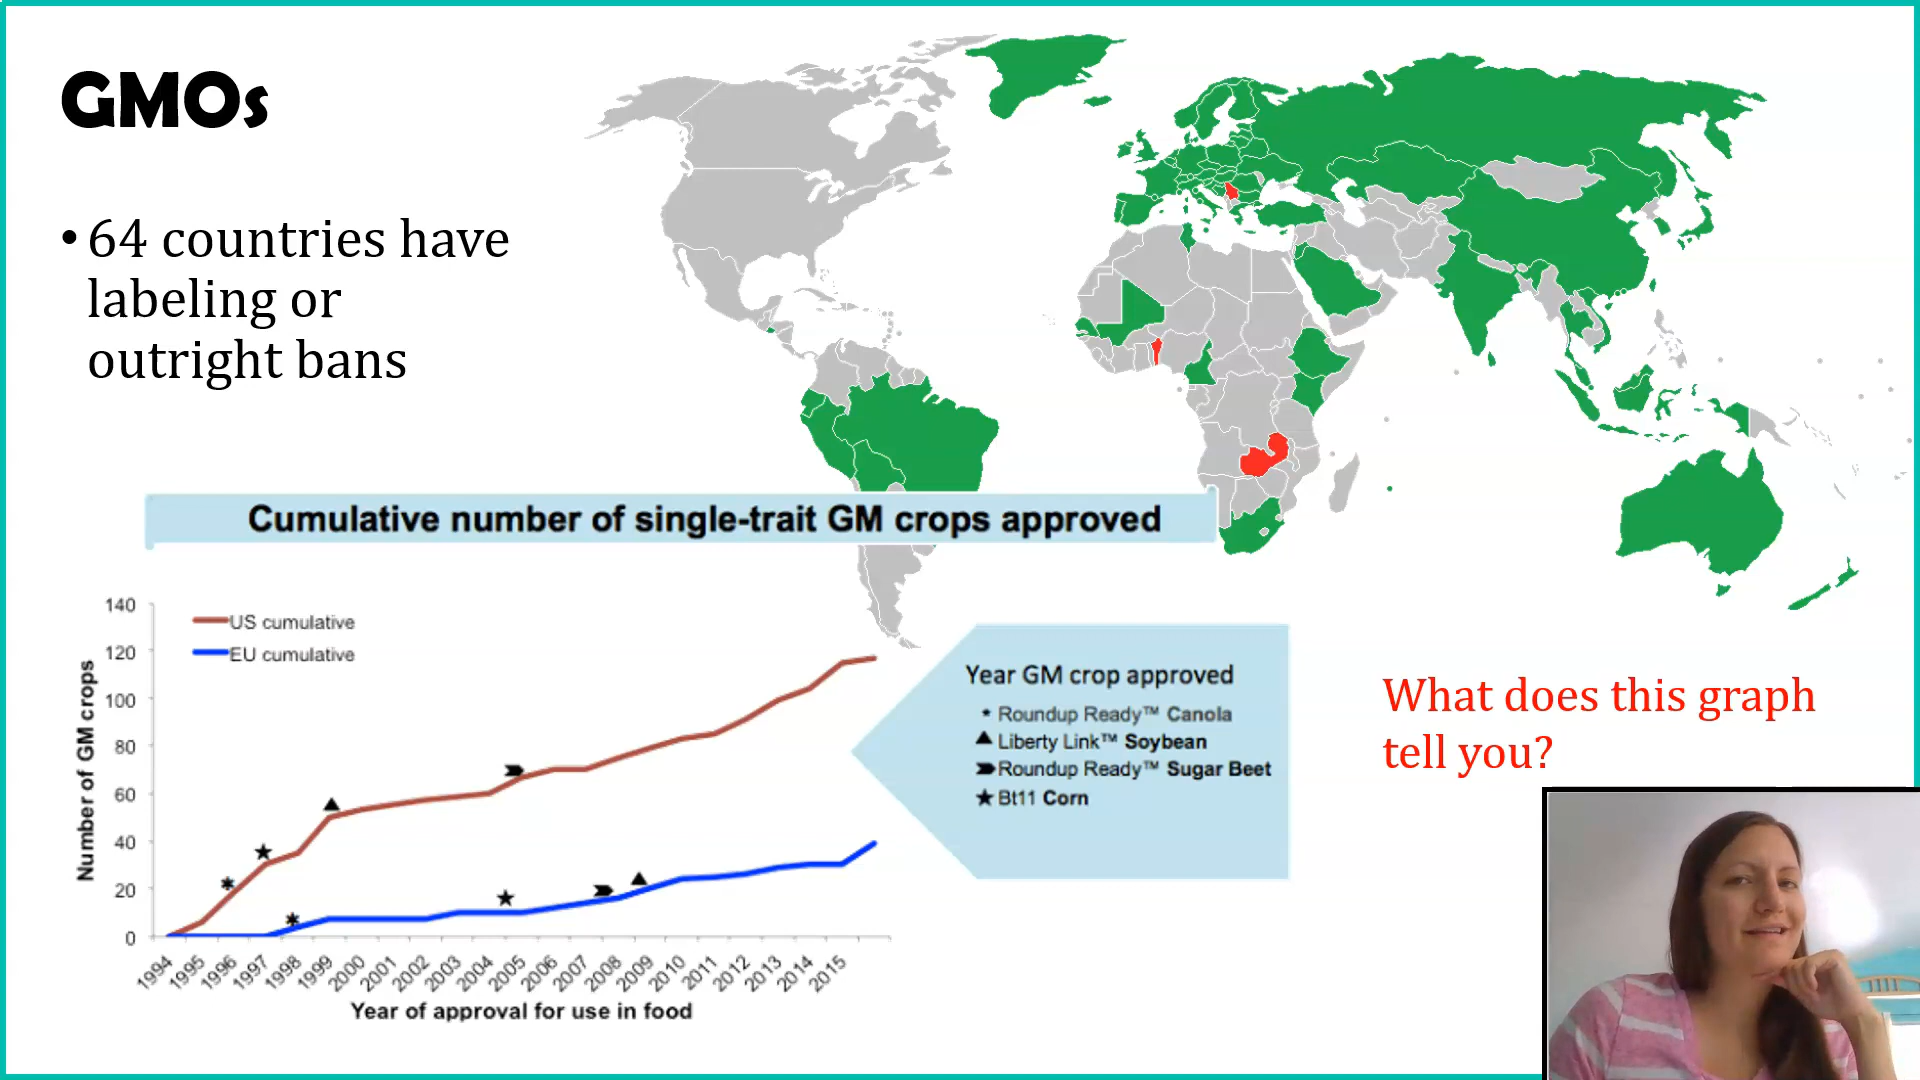 GMOs
• 64 countries have
labeling or
outright bans
Cumulative number of single-trait GM crops approved
140
120
100
80
60
40
20
0
Number of GM crops
US cumulative
EU cumulative
1994
1995
1996
1997
1998
1999
2000
2001
2002
2003
2004
2005
2006
2007
2008
2009
2010
2011
2012
2013
2014
2015
Year of approval for use in food
Year GM crop approved
* Roundup Ready™ Canola
▲ Liberty Link™ Soybean
Roundup Ready™ Sugar Beet
★ Bt11 Corn
What does this graph
tell you?